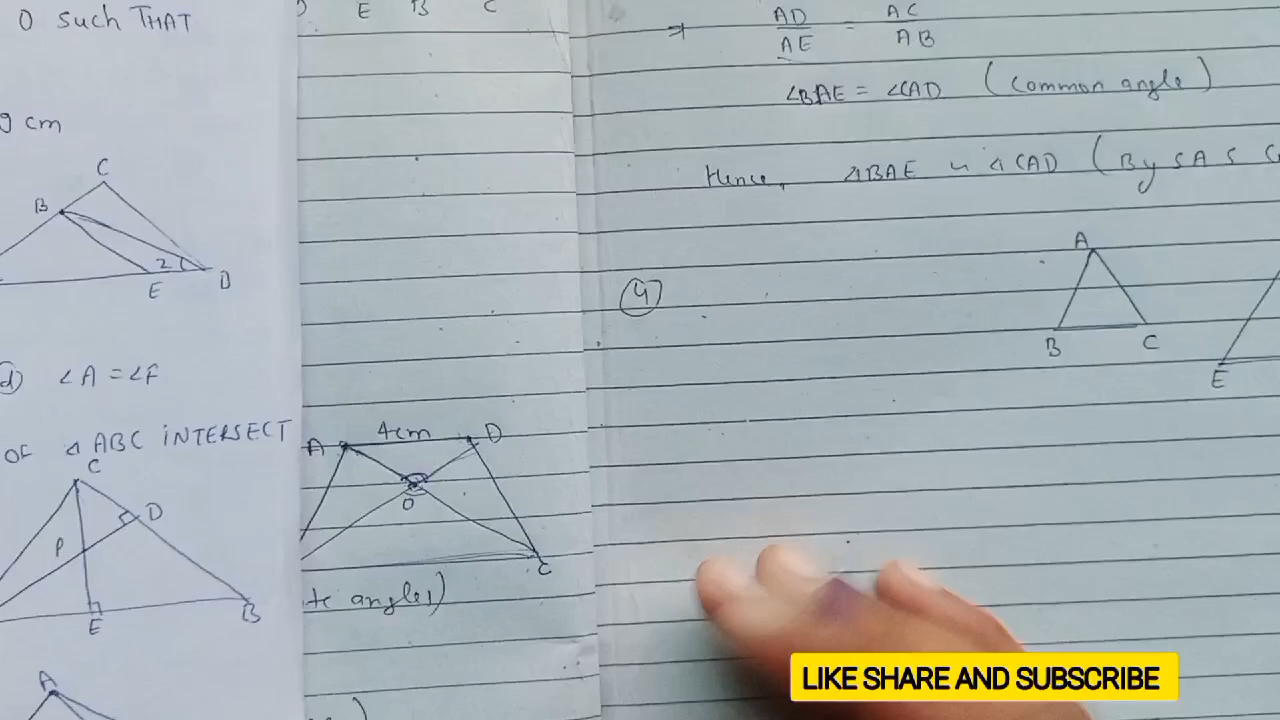 O such THAT
9 cm
C
B
2
E
D
d ∠A = ∠F
OF △ ABC INTERSECT
C
D
P
E
B
A
D E B C
A 4cm D
O
C
te angles)
⇒ AD/AE = AC/AB
∠BAE = ∠CAD (Common angle)
Hence, △BAE ~ △CAD (By SAS
4
A
B
C
E
LIKE SHARE AND SUBSCRIBE